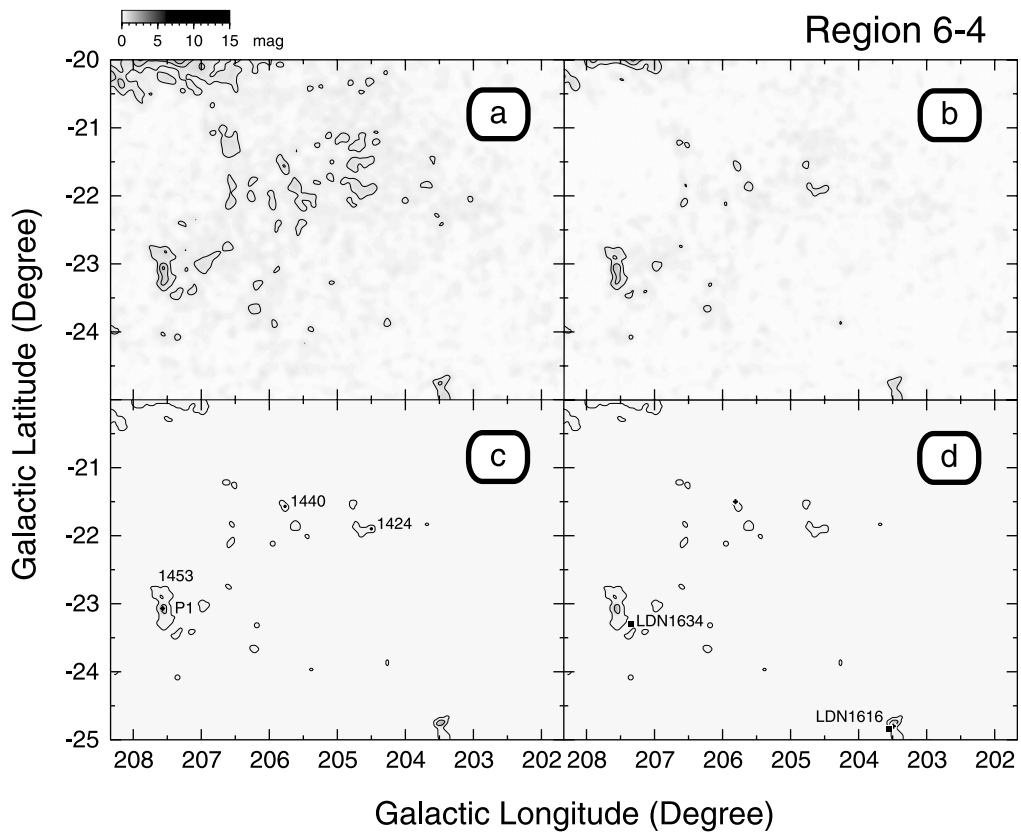 Region 6-4
0 5 10 15 mag
-20
-21
-22
-23
-24
a
b
-21
-22
-23
-24
-25
c
1440
1424
1453
P1
d
LDN1634
LDN1616
208 207 206 205 204 203 202
208 207 206 205 204 203 202
Galactic Latitude (Degree)
Galactic Longitude (Degree)